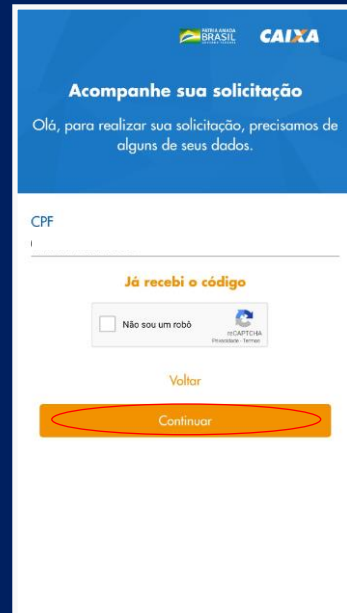 PÁTRIA AMADA
BRASIL
CAIXA
Acompanhe sua solicitação
Olá, para realizar sua solicitação, precisamos de
alguns de seus dados.
CPF
Já recebi o código
Não sou um robô
reCAPTCHA
Privacidade - Termos
Voltar
Continuar